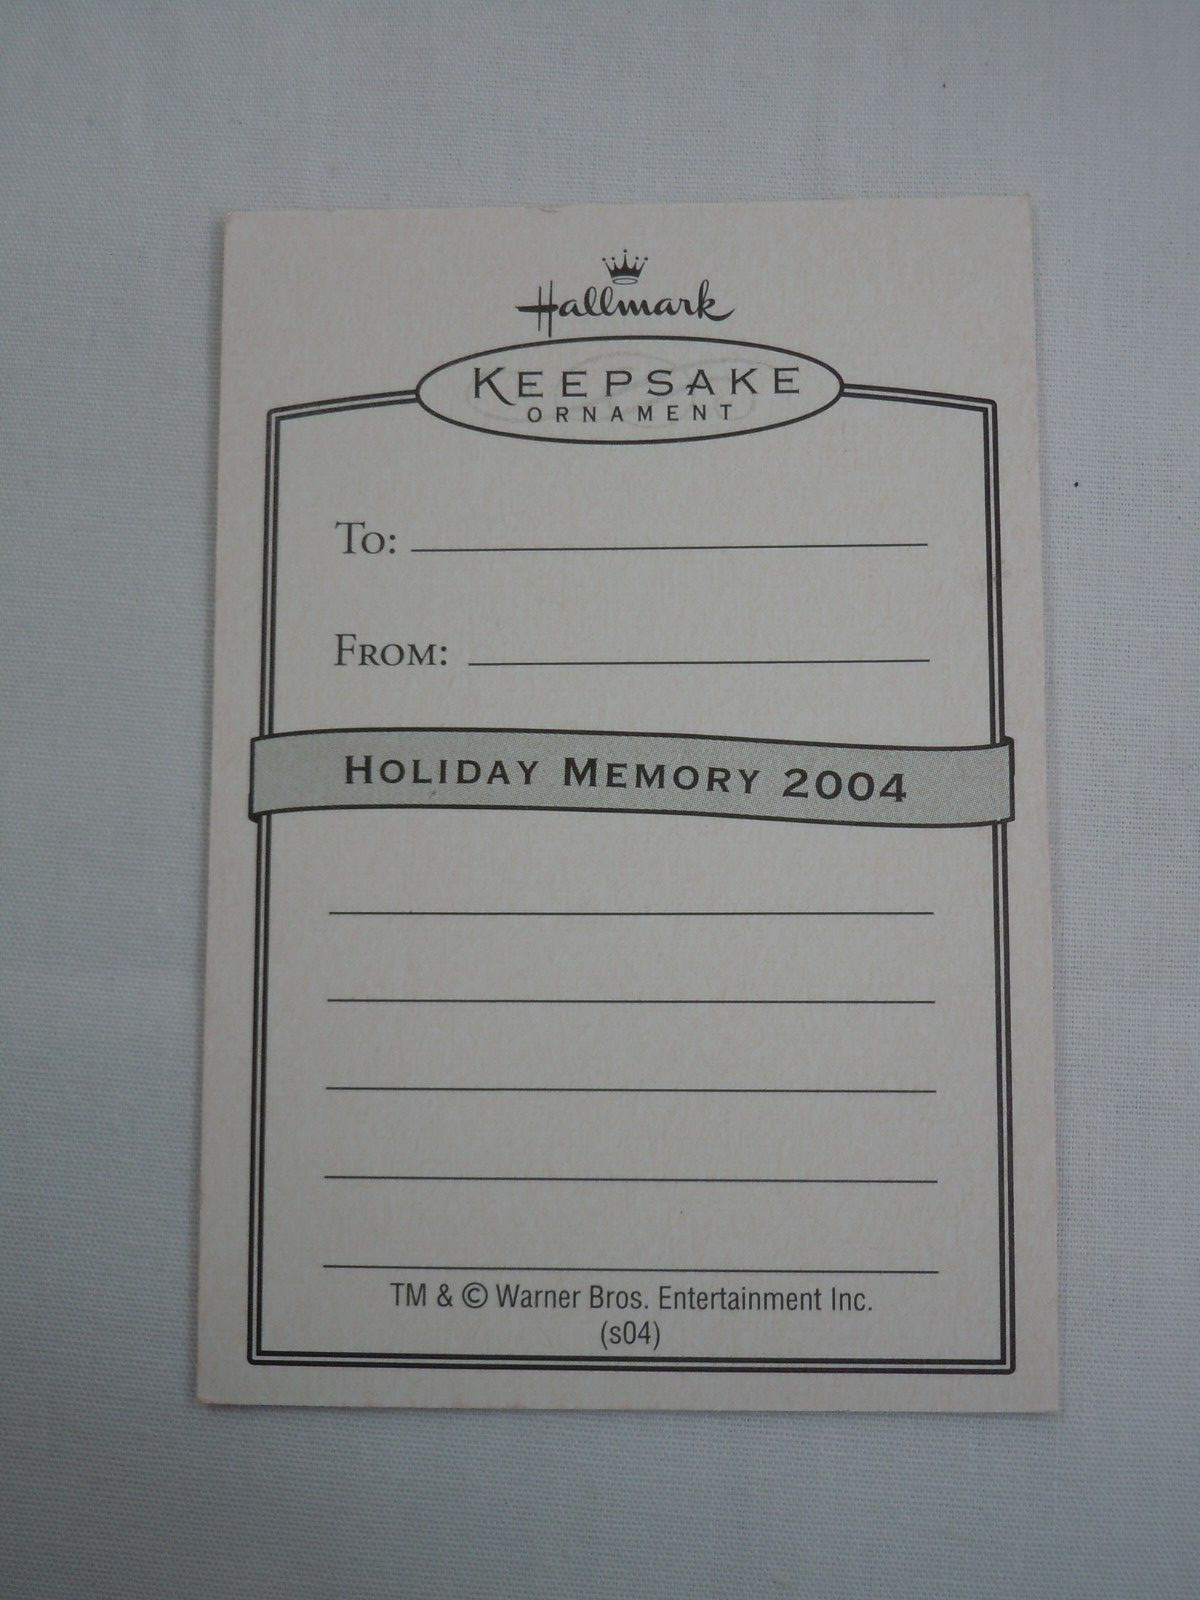 Hallmark
KEEPSAKE
ORNAMENT
TO:
FROM:
HOLIDAY MEMORY 2004
TM & © Warner Bros. Entertainment Inc.
(s04)